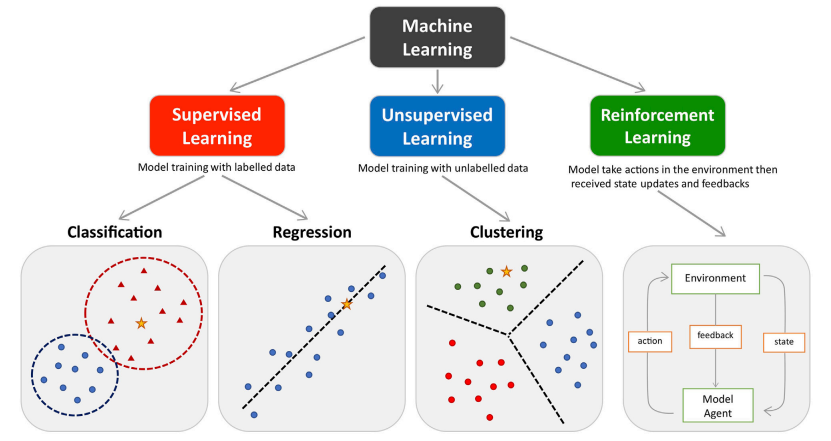 Machine
Learning
Supervised
Learning
Unsupervised
Learning
Reinforcement
Learning
Model training with labelled data
Model training with unlabelled data
Model take actions in the environment then
received state updates and feedbacks
Classification
Regression
Clustering
Environment
action
feedback
state
Model
Agent